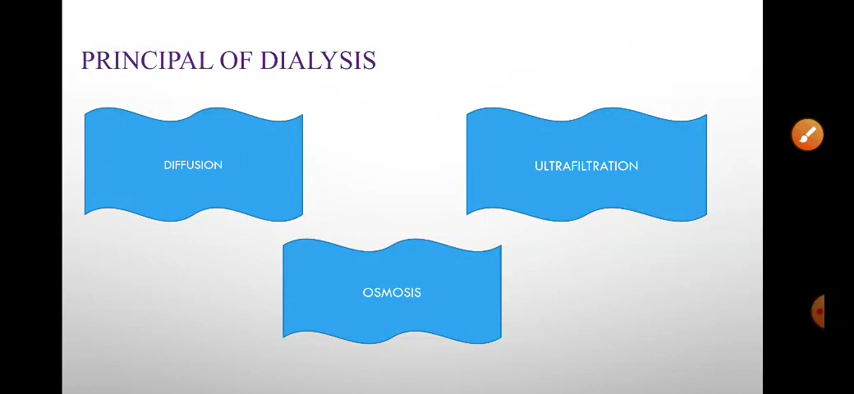 PRINCIPAL OF DIALYSIS
DIFFUSION
ULTRAFILTRATION
OSMOSIS